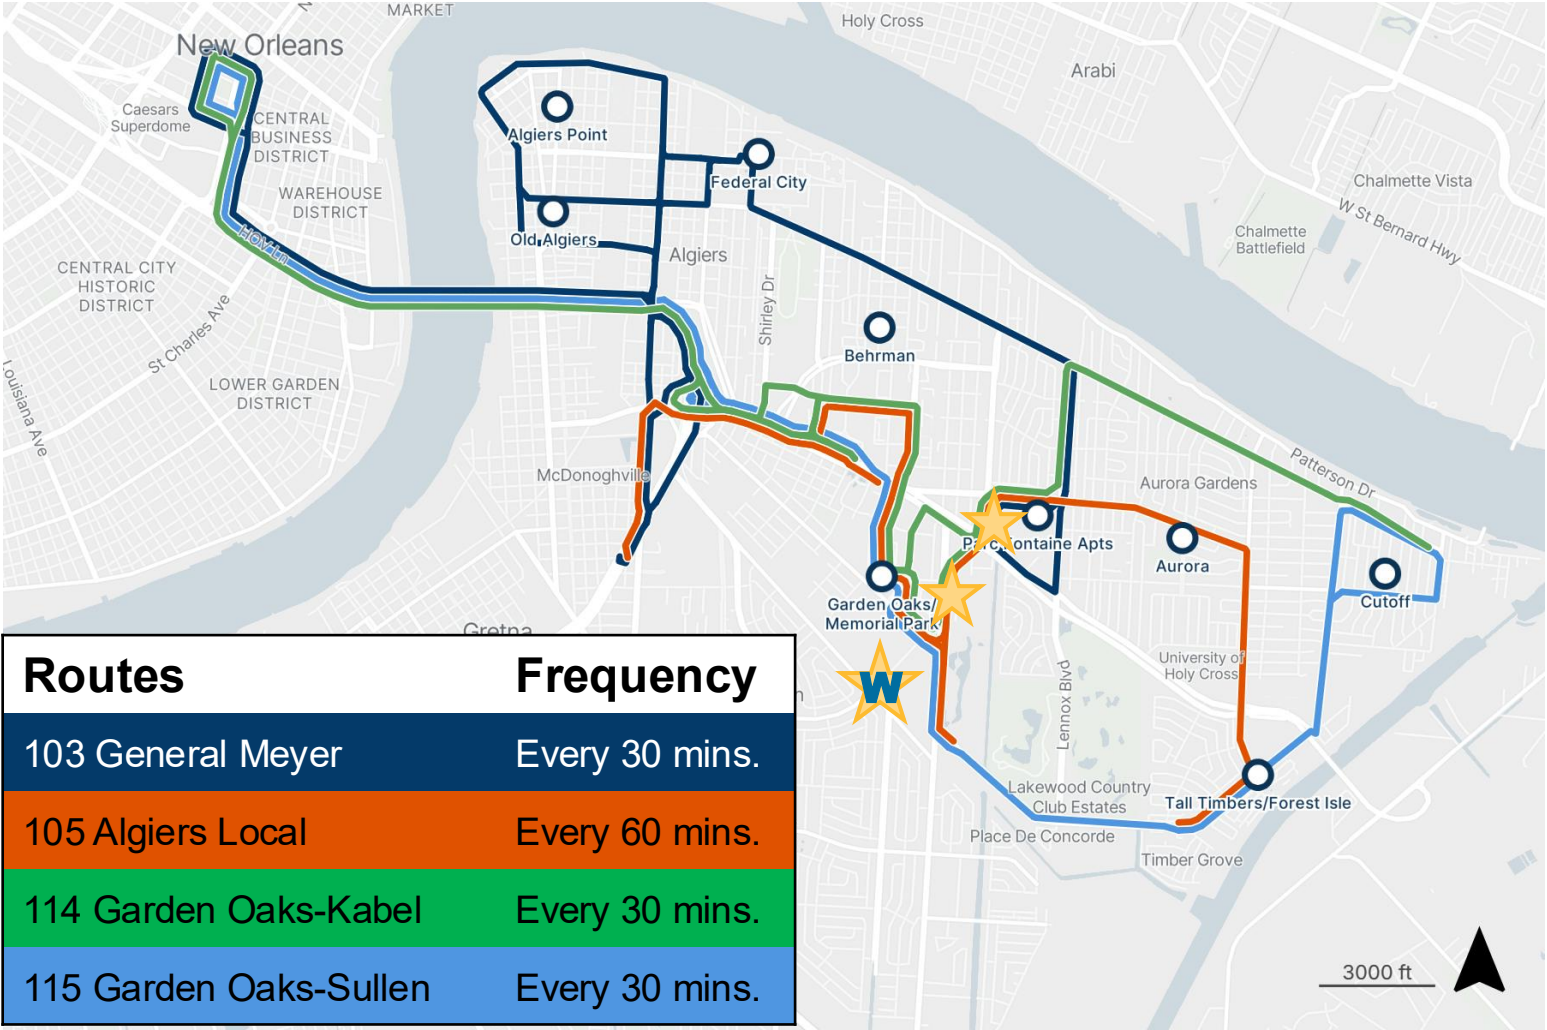 MARKET
New Orleans
Holy Cross
Arabi
Caesars
Superdome
CENTRAL
BUSINESS
DISTRICT
Algiers Point
Federal City
Chalmette Vista
WAREHOUSE
DISTRICT
W St Bernard Hwy
HOV Ln
Old Algiers
Algiers
Chalmette
Battlefield
CENTRAL CITY
HISTORIC
DISTRICT
St Charles Ave
Shirley Dr
Behrman
Louisiana Ave
LOWER GARDEN
DISTRICT
McDonoghville
Aurora Gardens
Patterson Dr
Parc Fontaine Apts
Aurora
Garden Oaks/
Memorial Park
Cutoff
Gretna
University of
Holy Cross
W
Lennox Blvd
Lakewood Country
Club Estates
Tall Timbers/Forest Isle
Place De Concorde
Timber Grove
Routes Frequency
103 General Meyer Every 30 mins.
105 Algiers Local Every 60 mins.
114 Garden Oaks-Kabel Every 30 mins.
115 Garden Oaks-Sullen Every 30 mins.
3000 ft